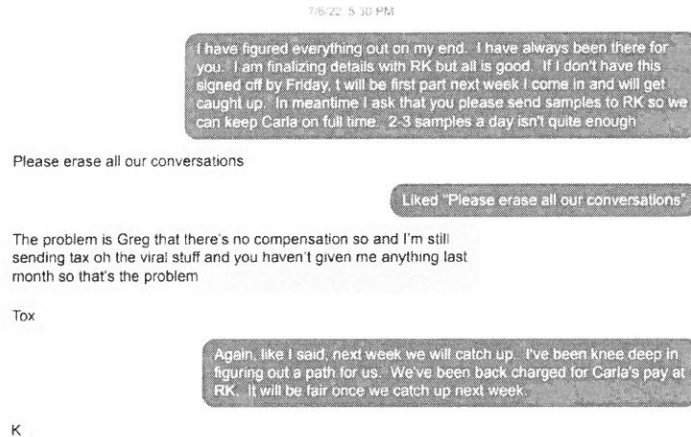 7/6/22, 5:30 PM
I have figured everything out on my end. I have always been there for
you. I am finalizing details with RK but all is good. If I don't have this
signed off by Friday, t will be first part next week I come in and will get
caught up. In meantime I ask that you please send samples to RK so we
can keep Carla on full time. 2-3 samples a day isn't quite enough
Please erase all our conversations
Liked "Please erase all our conversations"
The problem is Greg that there's no compensation so and I'm still
sending tax oh the viral stuff and you haven't given me anything last
month so that's the problem
Tox
Again, like I said, next week we will catch up. I've been knee deep in
figuring out a path for us. We've been back charged for Carla's pay at
RK. It will be fair once we catch up next week.
K